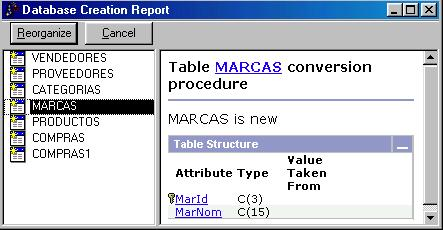 Database Creation Report
Reorganize Cancel
VENDEDORES
PROVEEDORES
CATEGORIAS
MARCAS
PRODUCTOS
COMPRAS
COMPRAS1
Table MARCAS conversion
procedure
MARCAS is new
Table Structure
Attribute Type Value Taken From
MarId C(3)
MarNom C(15)